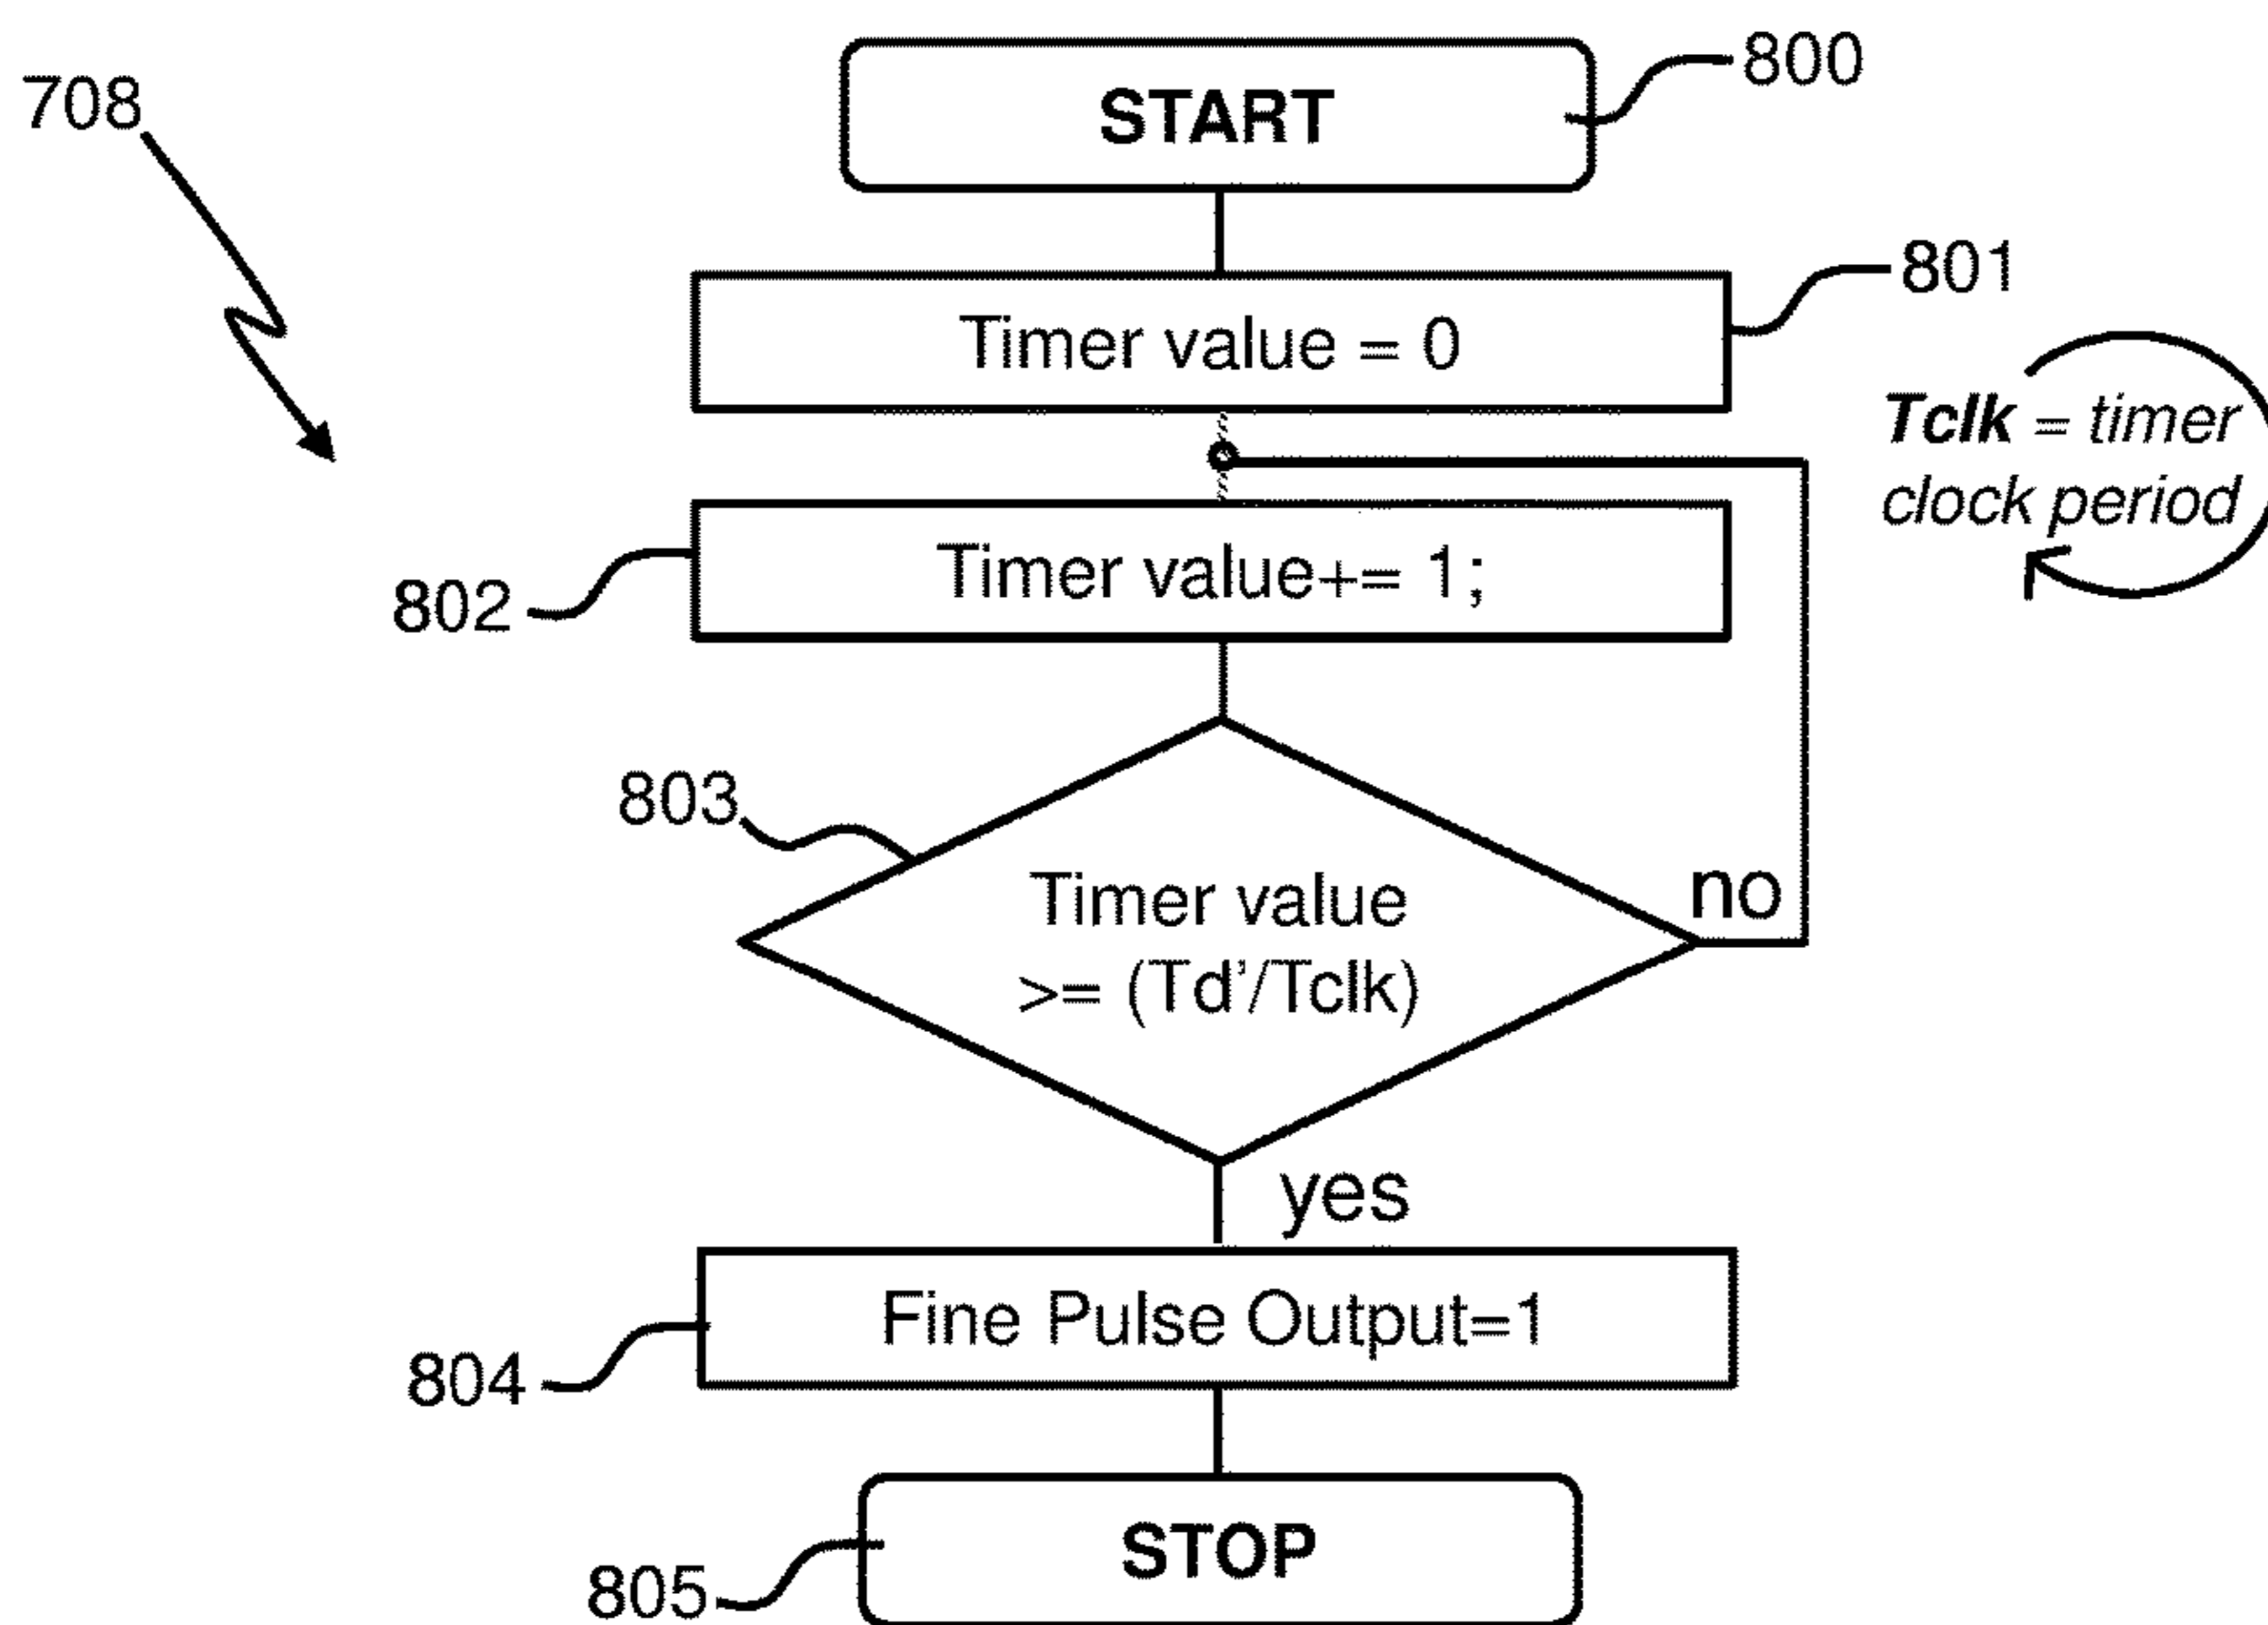 800
START
708
801
Timer value = 0
Tclk = timer
clock period
Timer value+= 1;
802
803
Timer value
>= (Td'/Tclk)
no
yes
Fine Pulse Output=1
804
STOP
805